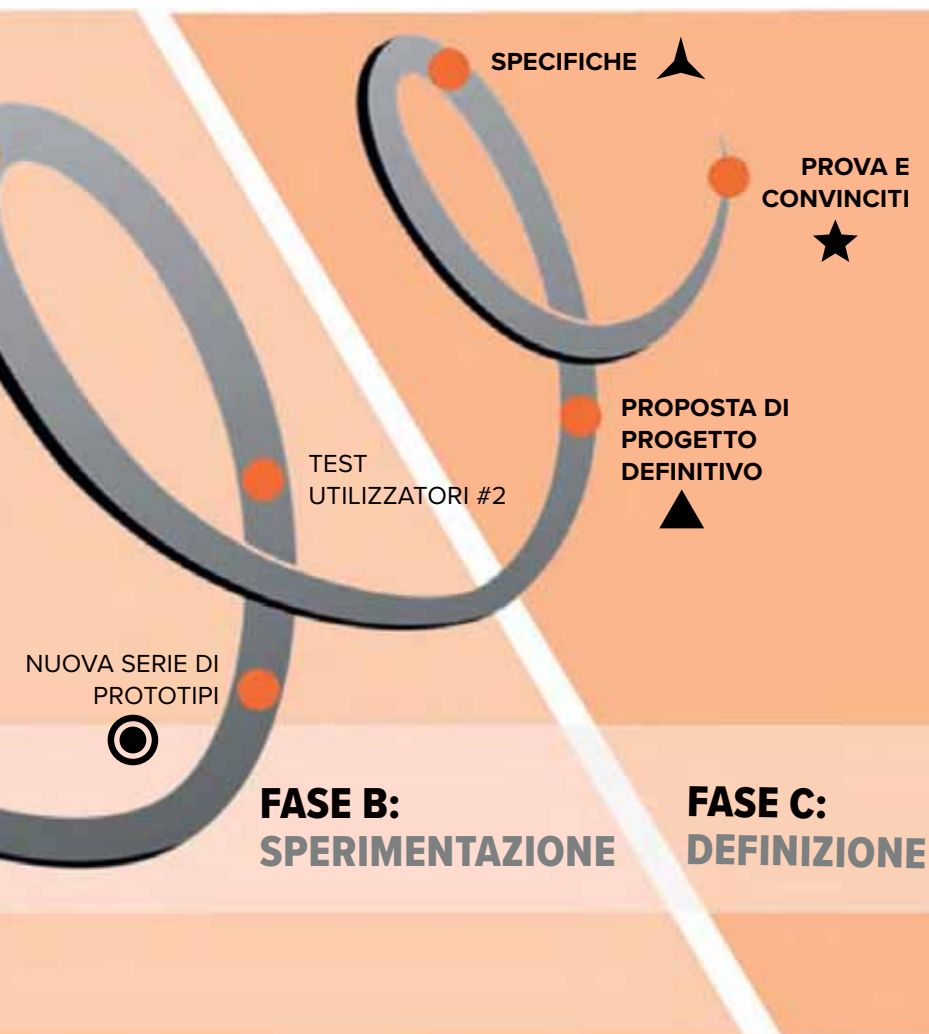 SPECIFICHE
PROVA E
CONVINCITI
PROPOSTA DI
PROGETTO
DEFINITIVO
TEST
UTILIZZATORI #2
NUOVA SERIE DI
PROTOTIPI
FASE B:
SPERIMENTAZIONE
FASE C:
DEFINIZIONE